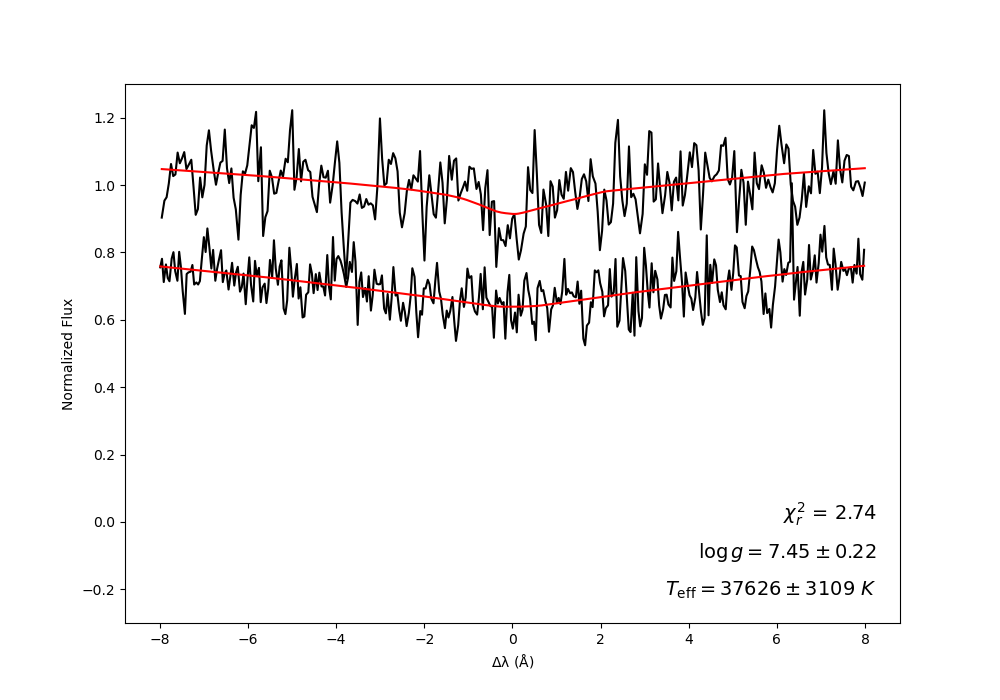 1.2
1.0
0.8
0.6
0.4
0.2
0.0
−0.2
Normalized Flux
χ²ᵣ = 2.74
log g = 7.45 ± 0.22
T_eff = 37626 ± 3109 K
−8 −6 −4 −2 0 2 4 6 8
Δλ (Å)